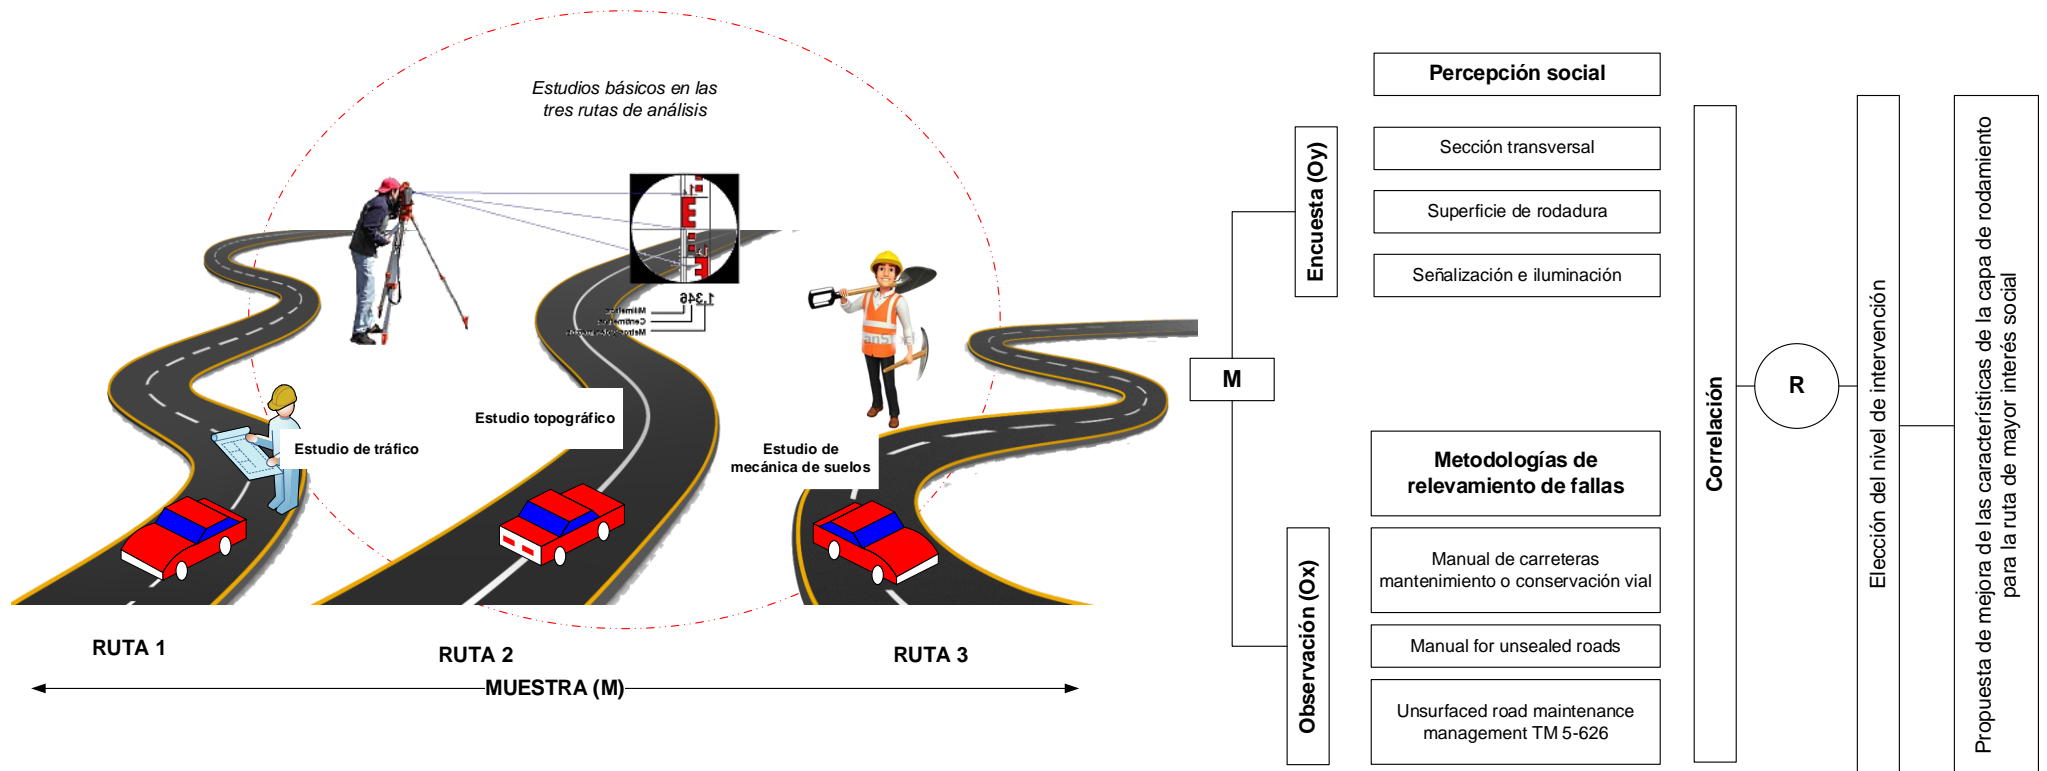 Estudios básicos en las
tres rutas de análisis
1,346
Milímetros
Centímetros
Estudio de tráfico
Estudio topográfico
Estudio de
mecánica de suelos
RUTA 1
RUTA 2
RUTA 3
MUESTRA (M)
M
Encuesta (Oy)
Percepción social
Sección transversal
Superficie de rodadura
Señalización e iluminación
Observación (Ox)
Metodologías de
relevamiento de fallas
Manual de carreteras
mantenimiento o conservación vial
Manual for unsealed roads
Unsurfaced road maintenance
management TM 5-626
Correlación
R
Elección del nivel de intervención
Propuesta de mejora de las características de la capa de rodamiento
para la ruta de mayor interés social